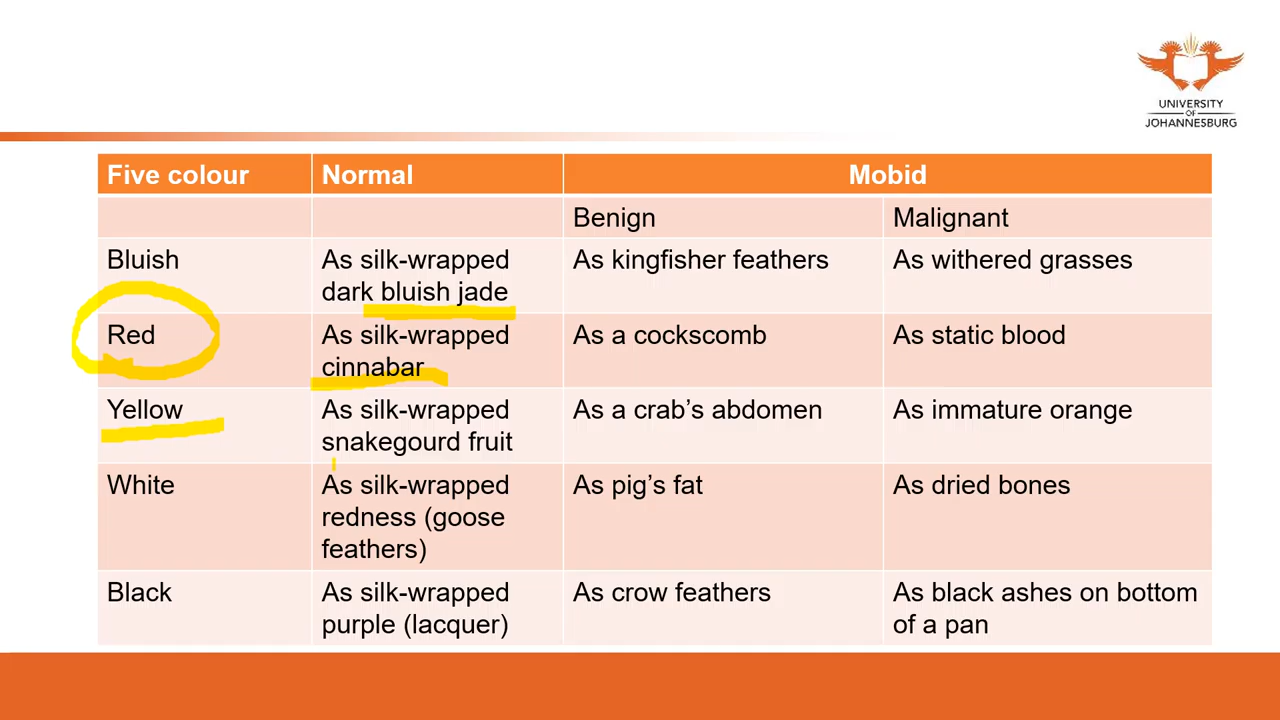 UNIVERSITY
OF
JOHANNESBURG
Five colour Normal Mobid
Benign Malignant
Bluish As silk-wrapped As kingfisher feathers As withered grasses
dark bluish jade
Red As silk-wrapped As a cockscomb As static blood
cinnabar
Yellow As silk-wrapped As a crab’s abdomen As immature orange
snakegourd fruit
White As silk-wrapped As pig’s fat As dried bones
redness (goose
feathers)
Black As silk-wrapped As crow feathers As black ashes on bottom
purple (lacquer) of a pan